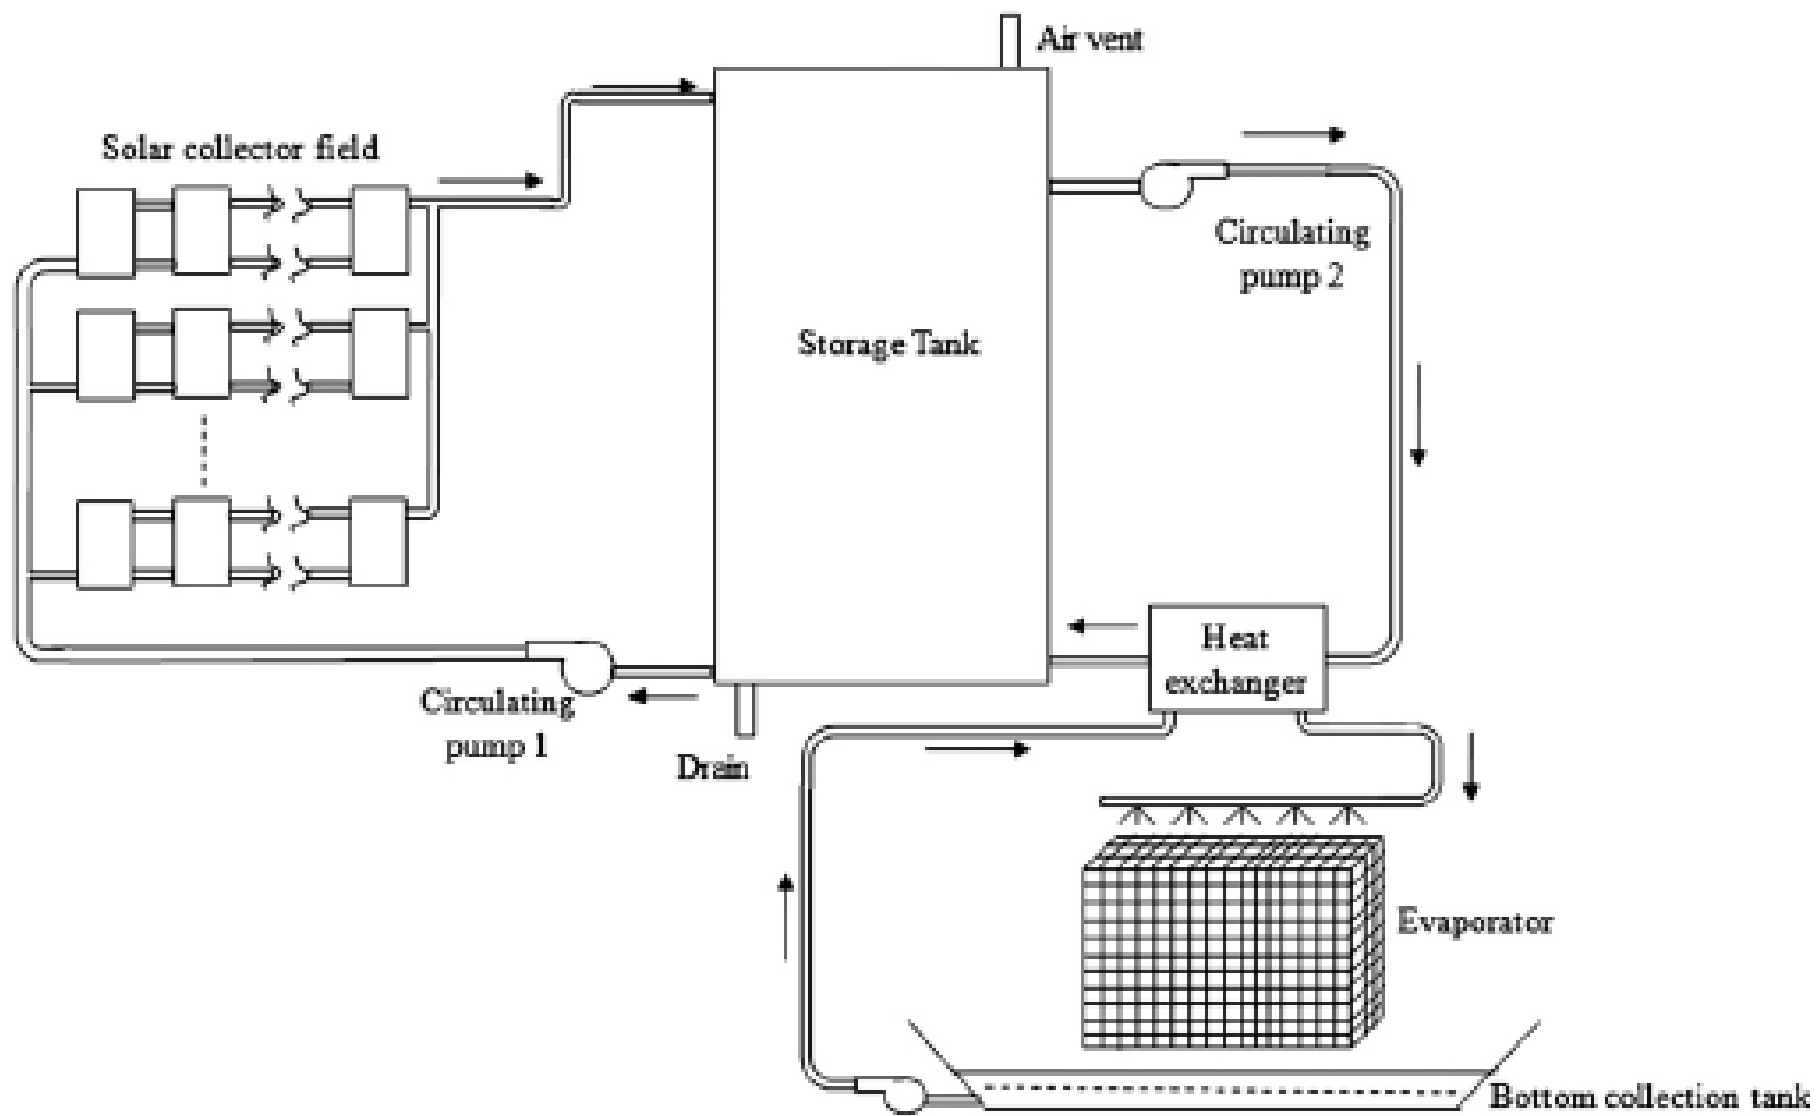 Air vent
Solar collector field
Circulating
pump 2
Storage Tank
Heat
exchanger
Circulating
pump 1
Drain
Evaporator
Bottom collection tank